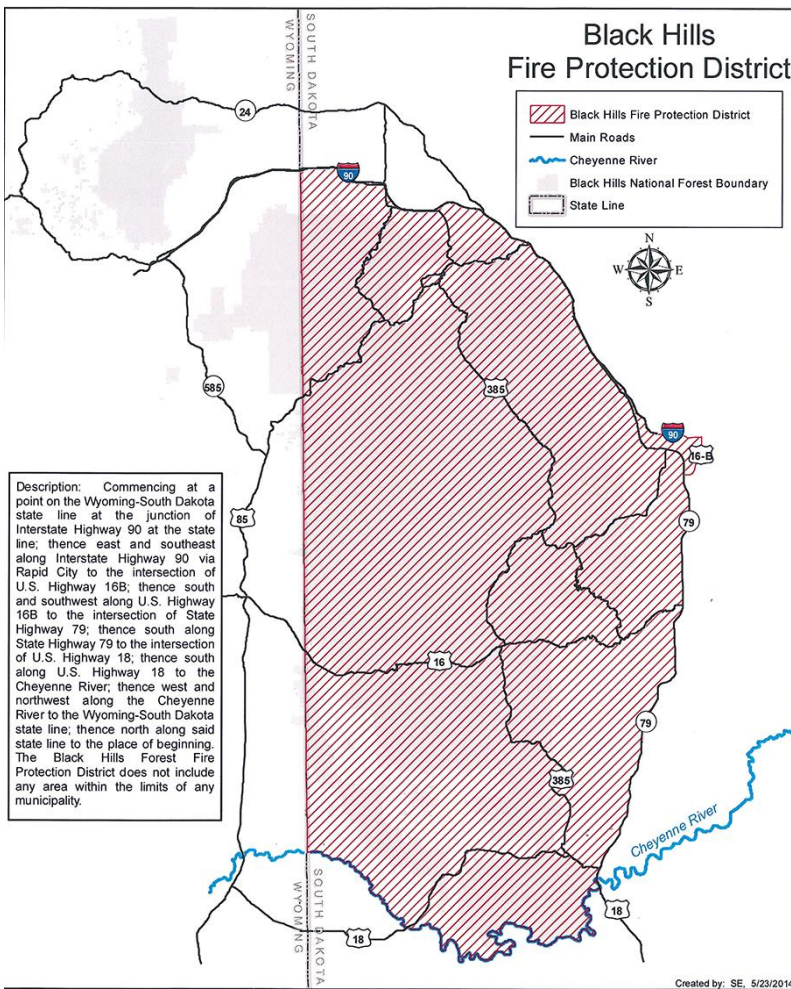 Black Hills
Fire Protection District
Black Hills Fire Protection District
Main Roads
Cheyenne River
Black Hills National Forest Boundary
State Line
N
W E
S
WYOMING
SOUTH DAKOTA
24
90
585
385
90
16-B
79
85
16
79
385
18
18
Description: Commencing at a
point on the Wyoming-South Dakota
state line at the junction of
Interstate Highway 90 at the state
line; thence east and southeast
along Interstate Highway 90 via
Rapid City to the intersection of
U.S. Highway 16B; thence south
and southwest along U.S. Highway
16B to the intersection of State
Highway 79; thence south along
State Highway 79 to the intersection
of U.S. Highway 18; thence south
along U.S. Highway 18 to the
Cheyenne River; thence west and
northwest along the Cheyenne
River to the Wyoming-South Dakota
state line; thence north along said
state line to the place of beginning.
The Black Hills Forest Fire
Protection District does not include
any area within the limits of any
municipality.
Cheyenne River
WYOMING
SOUTH DAKOTA
Created by: SE, 5/23/2014